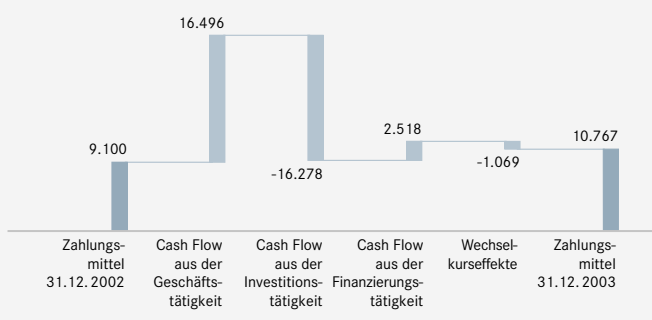 16.496
2.518
9.100
10.767
-16.278
-1.069
Zahlungs-
mittel
31.12.2002
Cash Flow
aus der
Geschäfts-
tätigkeit
Cash Flow
aus der
Investitions-
tätigkeit
Cash Flow
aus der
Finanzierungs-
tätigkeit
Wechsel-
kurseffekte
Zahlungs-
mittel
31.12.2003